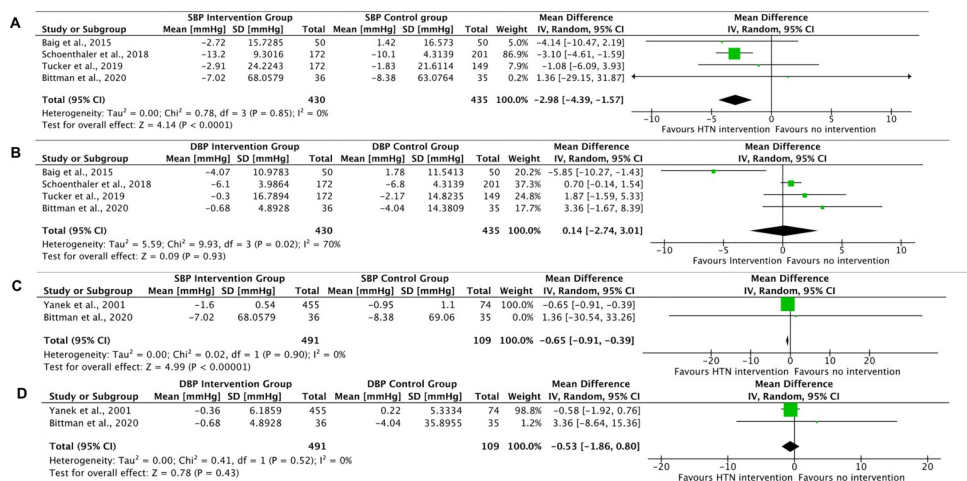 A
SBP Intervention Group SBP Control group Mean Difference Mean Difference
Study or Subgroup Mean [mmHg] SD [mmHg] Total Mean [mmHg] SD [mmHg] Total Weight IV, Random, 95% CI IV, Random, 95% CI
Baig et al., 2015 −2.72 15.7285 50 1.42 16.573 50 5.0% −4.14 [−10.47, 2.19]
Schoenthaler et al., 2018 −13.2 9.3016 172 −10.1 4.3139 201 86.9% −3.10 [−4.61, −1.59]
Tucker et al., 2019 −2.91 24.2243 172 −1.83 21.6114 149 7.9% −1.08 [−6.09, 3.93]
Bittman et al., 2020 −7.02 68.0579 36 −8.38 63.0764 35 0.2% 1.36 [−29.15, 31.87]
Total (95% CI) 430 435 100.0% −2.98 [−4.39, −1.57]
Heterogeneity: Tau² = 0.00; Chi² = 0.78, df = 3 (P = 0.85); I² = 0%
Test for overall effect: Z = 4.14 (P < 0.0001)
−10 −5 0 5 10
Favours HTN intervention Favours no intervention
B
DBP Intervention Group DBP Control Group Mean Difference Mean Difference
Study or Subgroup Mean [mmHg] SD [mmHg] Total Mean [mmHg] SD [mmHg] Total Weight IV, Random, 95% CI IV, Random, 95% CI
Baig et al., 2015 −4.07 10.9783 50 1.78 11.5413 50 20.2% −5.85 [−10.27, −1.43]
Schoenthaler et al., 2018 −6.1 3.9864 172 −6.8 4.3139 201 37.3% 0.70 [−0.14, 1.54]
Tucker et al., 2019 −0.3 16.7894 172 −2.17 14.8235 149 24.8% 1.87 [−1.59, 5.33]
Bittman et al., 2020 −0.68 4.8928 36 −4.04 14.3809 35 17.7% 3.36 [−1.67, 8.39]
Total (95% CI) 430 435 100.0% 0.14 [−2.74, 3.01]
Heterogeneity: Tau² = 5.59; Chi² = 9.93, df = 3 (P = 0.02); I² = 70%
Test for overall effect: Z = 0.09 (P = 0.93)
−10 −5 0 5 10
Favours Intervention Favours no Intervention
C
SBP Intervention Group SBP Control Group Mean Difference Mean Difference
Study or Subgroup Mean [mmHg] SD [mmHg] Total Mean [mmHg] SD [mmHg] Total Weight IV, Random, 95% CI IV, Random, 95% CI
Yanek et al., 2001 −1.6 0.54 455 −0.95 1.1 74 100.0% −0.65 [−0.91, −0.39]
Bittman et al., 2020 −7.02 68.0579 36 −8.38 69.06 35 0.0% 1.36 [−30.54, 33.26]
Total (95% CI) 491 109 100.0% −0.65 [−0.91, −0.39]
Heterogeneity: Tau² = 0.00; Chi² = 0.02, df = 1 (P = 0.90); I² = 0%
Test for overall effect: Z = 4.99 (P < 0.00001)
−20 −10 0 10 20
Favours HTN intervention Favours no intervention
D
DBP Intervention Group DBP Control Group Mean Difference Mean Difference
Study or Subgroup Mean [mmHg] SD [mmHg] Total Mean [mmHg] SD [mmHg] Total Weight IV, Random, 95% CI IV, Random, 95% CI
Yanek et al., 2001 −0.36 6.1859 455 0.22 5.3334 74 98.8% −0.58 [−1.92, 0.76]
Bittman et al., 2020 −0.68 4.8928 36 −4.04 35.8955 35 1.2% 3.36 [−8.64, 15.36]
Total (95% CI) 491 109 100.0% −0.53 [−1.86, 0.80]
Heterogeneity: Tau² = 0.00; Chi² = 0.41, df = 1 (P = 0.52); I² = 0%
Test for overall effect: Z = 0.78 (P = 0.43)
−20 −10 0 10 20
Favours HTN intervention Favours no intervention